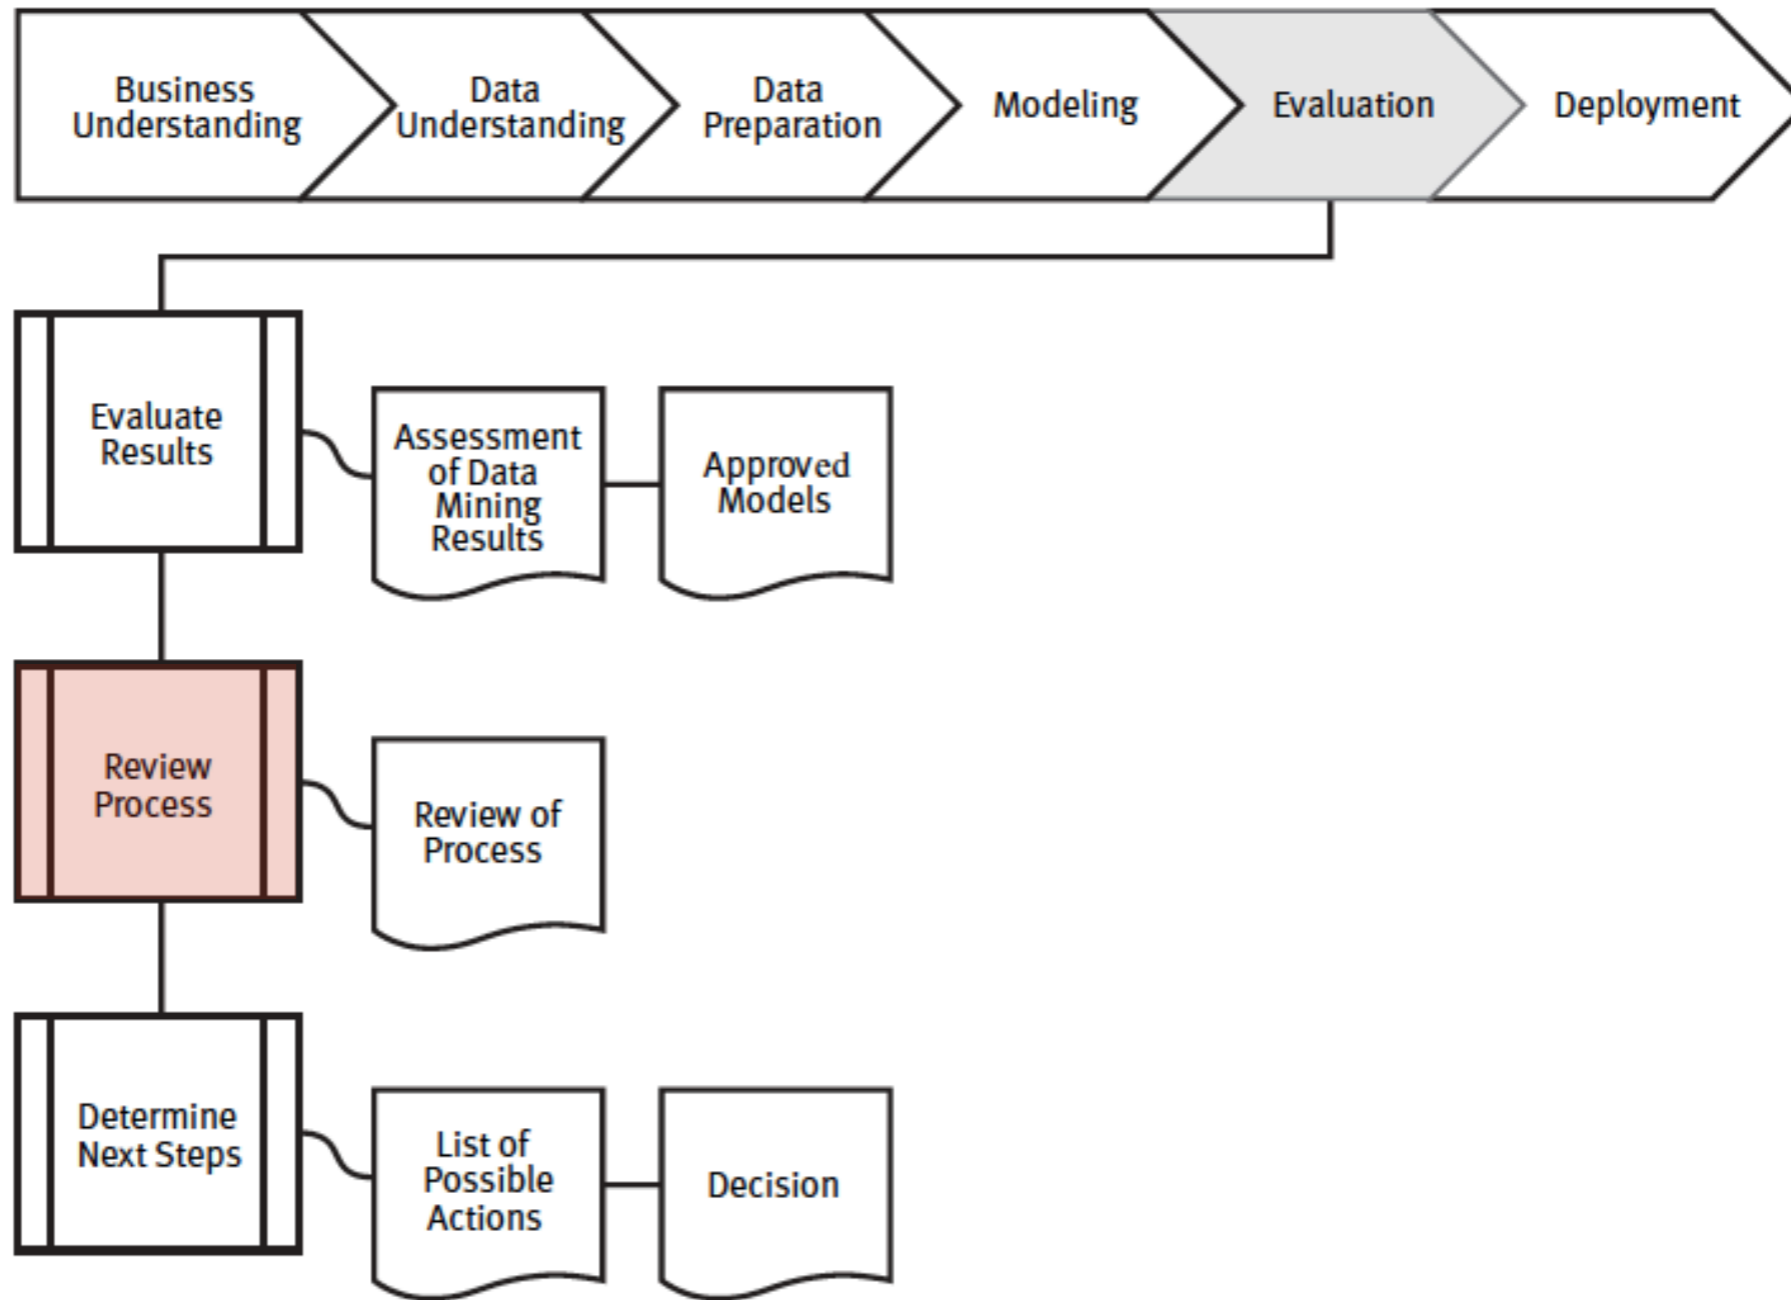 Business
Understanding
Data
Understanding
Data
Preparation
Modeling
Evaluation
Deployment
Evaluate
Results
Assessment
of Data
Mining
Results
Approved
Models
Review
Process
Review of
Process
Determine
Next Steps
List of
Possible
Actions
Decision